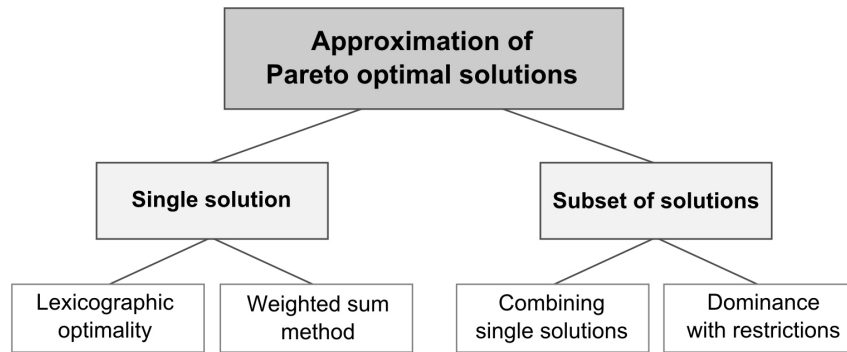 Approximation of
Pareto optimal solutions
Single solution
Subset of solutions
Lexicographic
optimality
Weighted sum
method
Combining
single solutions
Dominance
with restrictions